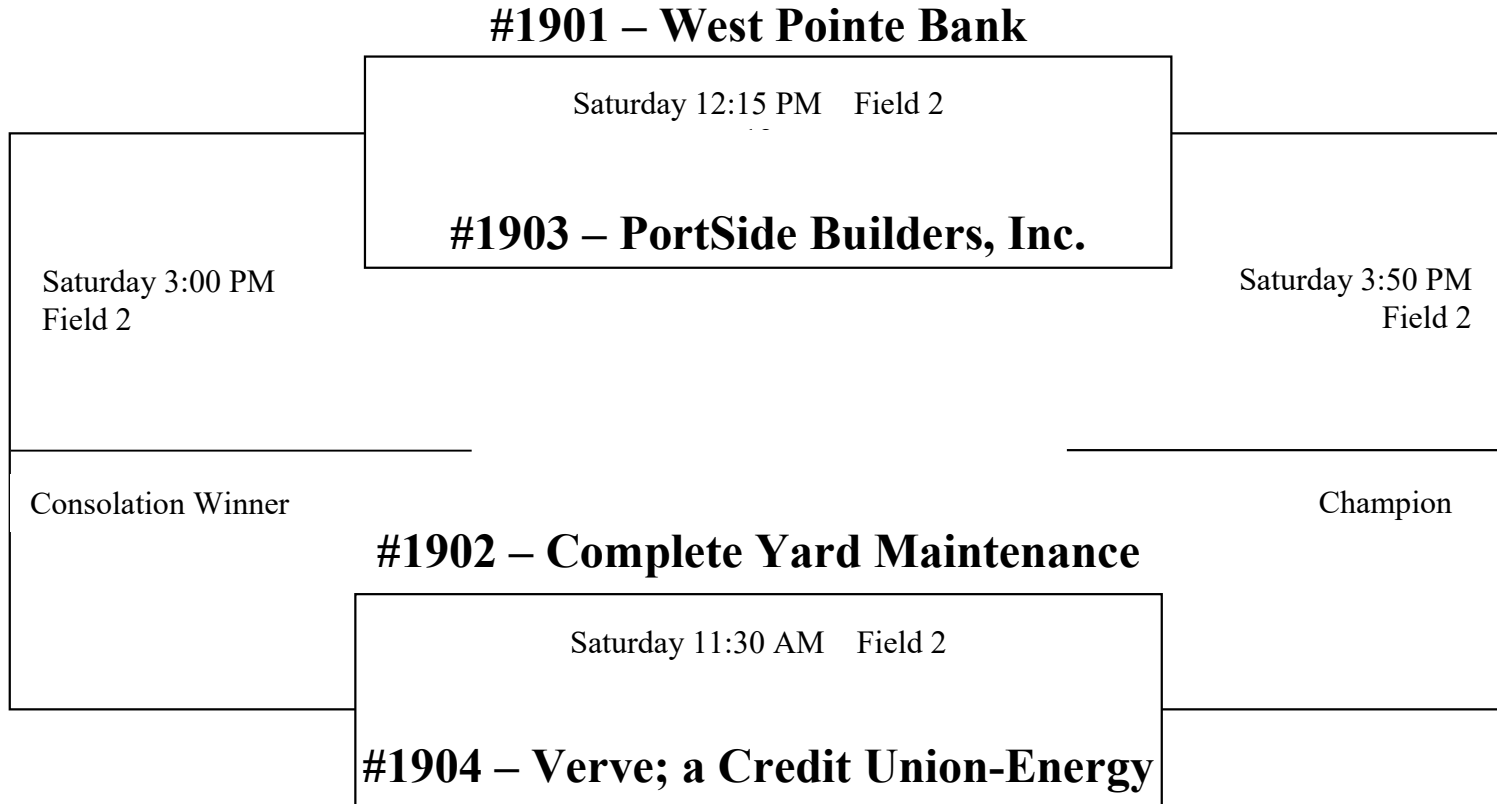 #1901 – West Pointe Bank
Saturday 12:15 PM    Field 2
#1903 – PortSide Builders, Inc.
Saturday 3:00 PM
Field 2
Saturday 3:50 PM
Field 2
Consolation Winner
Champion
#1902 – Complete Yard Maintenance
Saturday 11:30 AM    Field 2
#1904 – Verve; a Credit Union-Energy